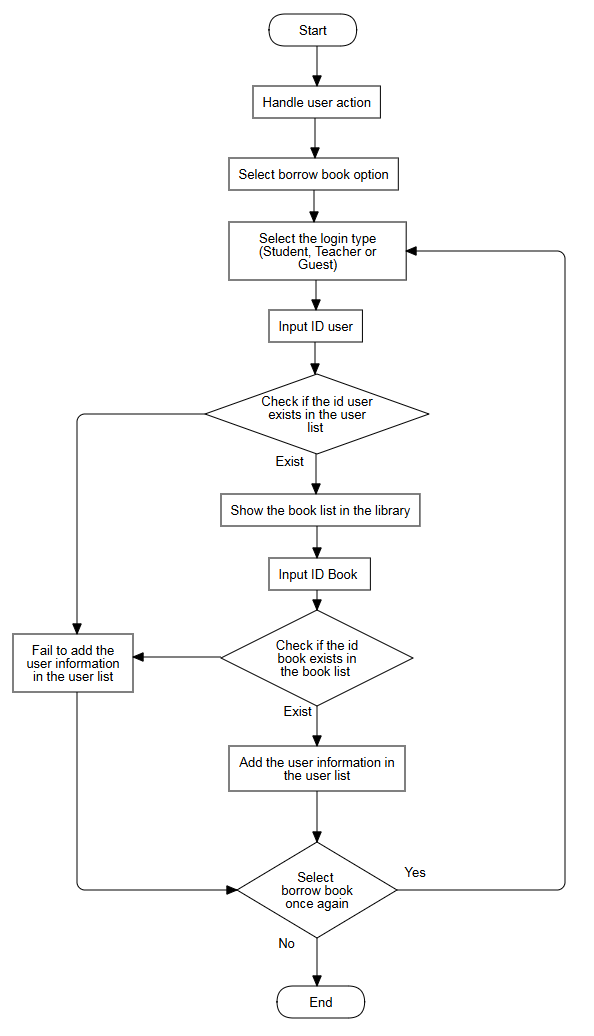 Start
Handle user action
Select borrow book option
Select the login type
(Student, Teacher or
Guest)
Input ID user
Check if the id user
exists in the user
list
Exist
Show the book list in the library
Input ID Book
Fail to add the
user information
in the user list
Check if the id
book exists in
the book list
Exist
Add the user information in
the user list
Select
borrow book
once again
Yes
No
End